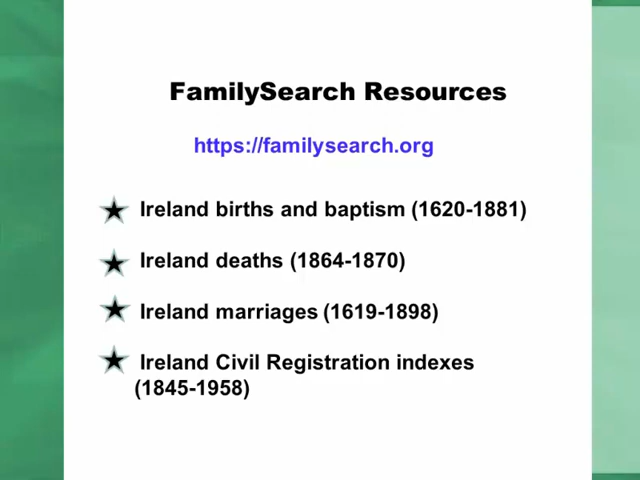 FamilySearch Resources
https://familysearch.org
Ireland births and baptism (1620-1881)
Ireland deaths (1864-1870)
Ireland marriages (1619-1898)
Ireland Civil Registration indexes
(1845-1958)